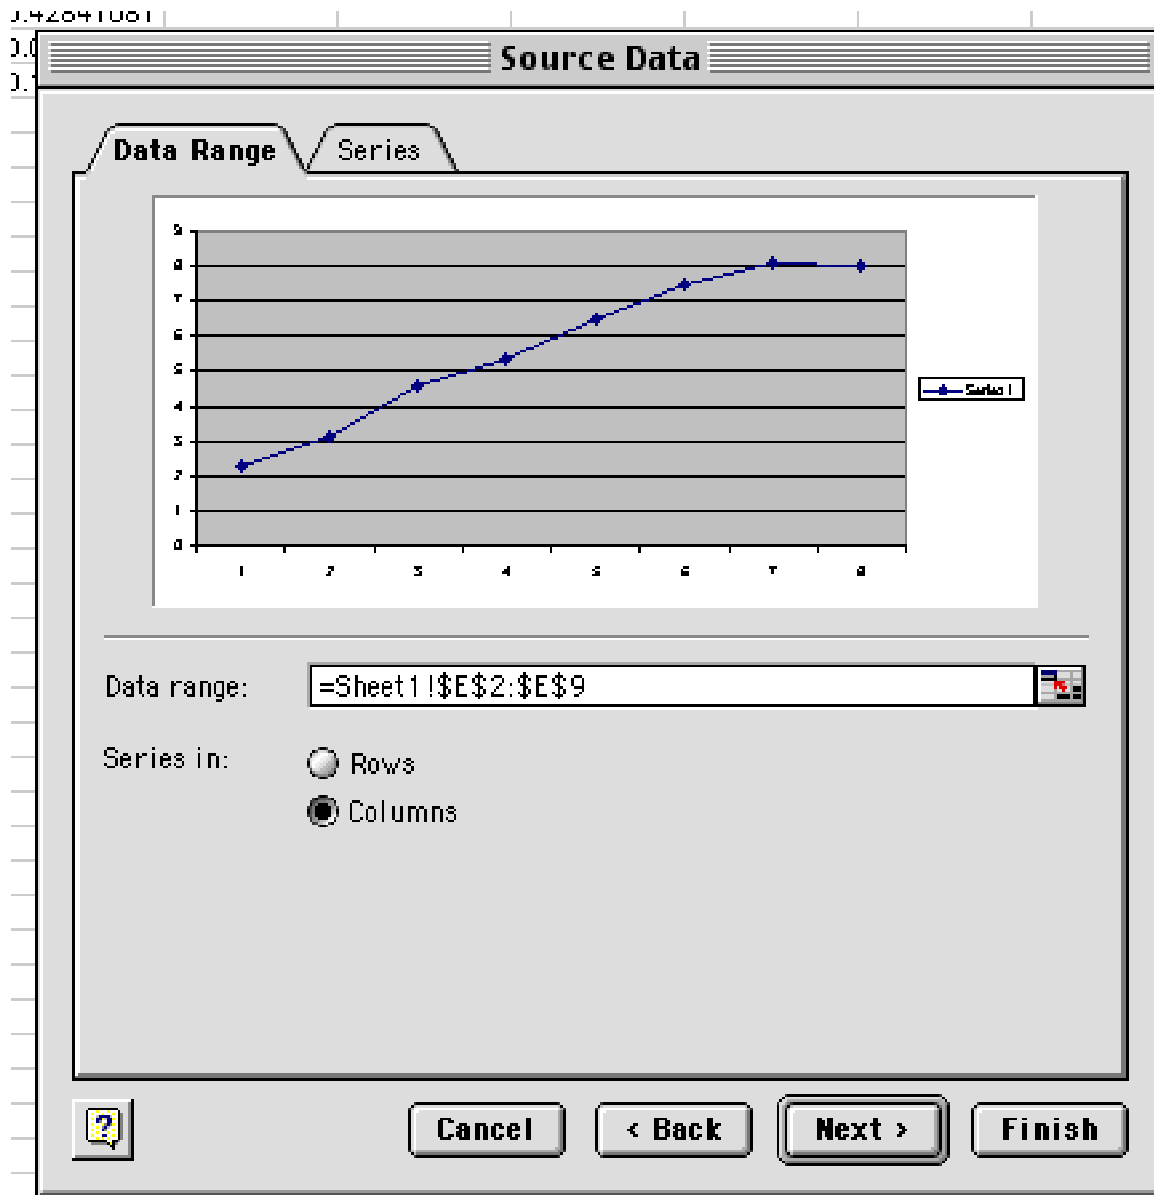 Source Data
Data Range
Series
9
8
7
6
5
4
3
2
1
0
1 2 3 4 5 6 7 8
Series1
Data range: =Sheet1!$E$2:$E$9
Series in: Rows
Columns
?
Cancel < Back Next > Finish